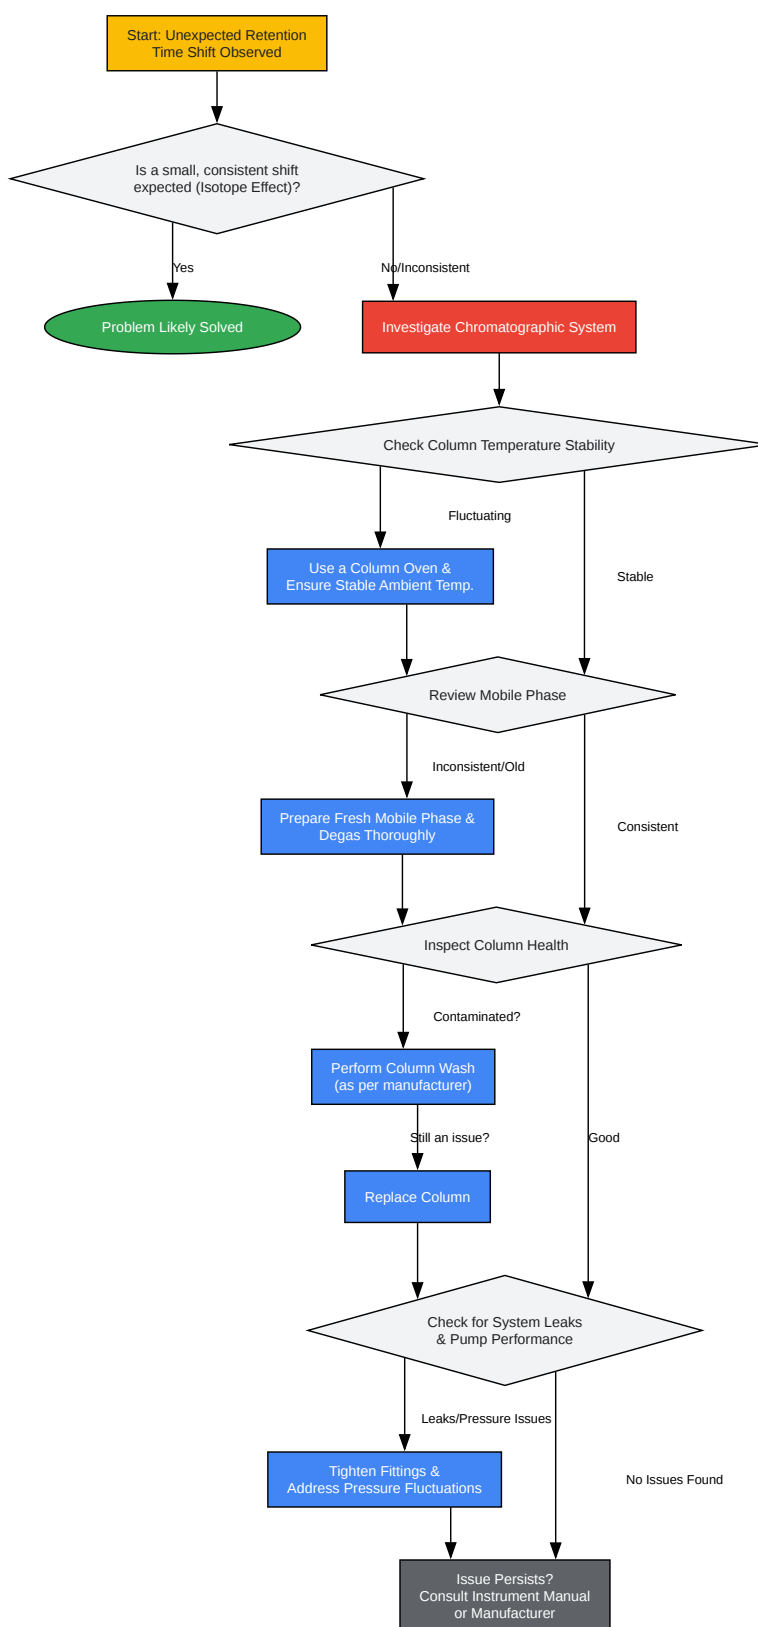 Start: Unexpected Retention
Time Shift Observed
Is a small, consistent shift
expected (Isotope Effect)?
Yes
No/Inconsistent
Problem Likely Solved
Investigate Chromatographic System
Check Column Temperature Stability
Fluctuating
Use a Column Oven &
Ensure Stable Ambient Temp.
Stable
Review Mobile Phase
Inconsistent/Old
Prepare Fresh Mobile Phase &
Degas Thoroughly
Consistent
Inspect Column Health
Contaminated?
Perform Column Wash
(as per manufacturer)
Still an issue?
Good
Replace Column
Check for System Leaks
& Pump Performance
Leaks/Pressure Issues
Tighten Fittings &
Address Pressure Fluctuations
No Issues Found
Issue Persists?
Consult Instrument Manual
or Manufacturer